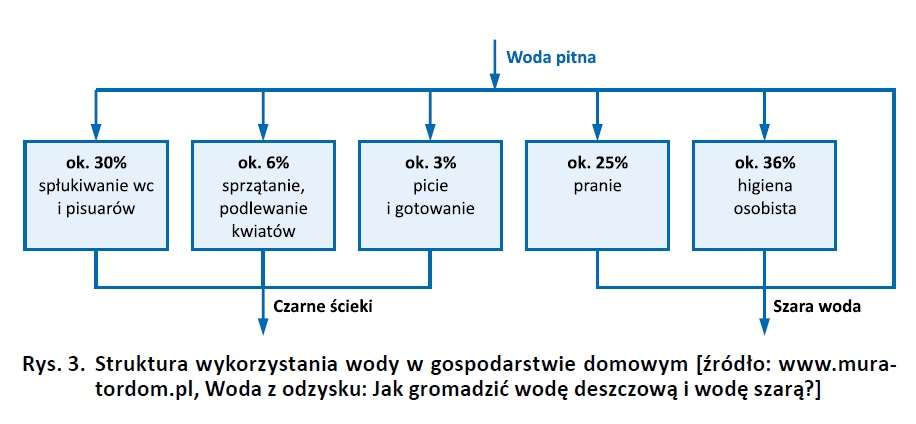 Woda pitna
ok. 30%
spłukiwanie wc
i pisuarów
ok. 6%
sprzątanie,
podlewanie
kwiatów
ok. 3%
picie
i gotowanie
ok. 25%
pranie
ok. 36%
higiena
osobista
Czarne ścieki
Szara woda
Rys. 3. Struktura wykorzystania wody w gospodarstwie domowym [źródło: www.mura-
tordom.pl, Woda z odzysku: Jak gromadzić wodę deszczową i wodę szarą?]